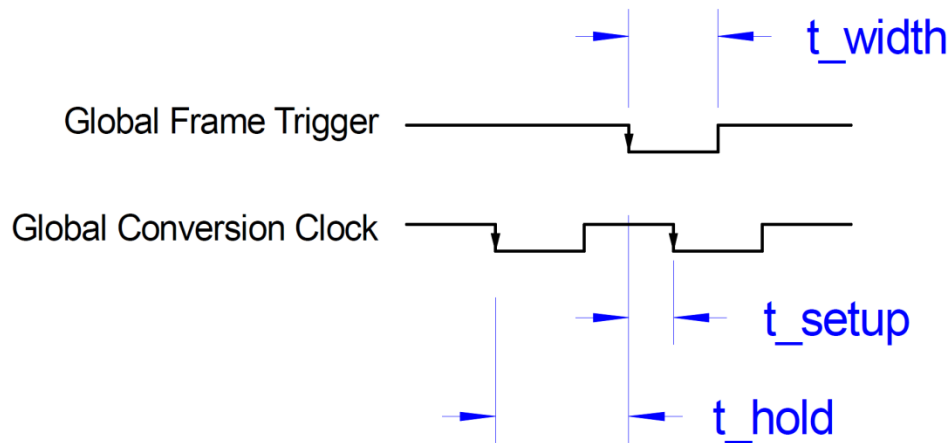 t_width
Global Frame Trigger
Global Conversion Clock
t_setup
t_hold